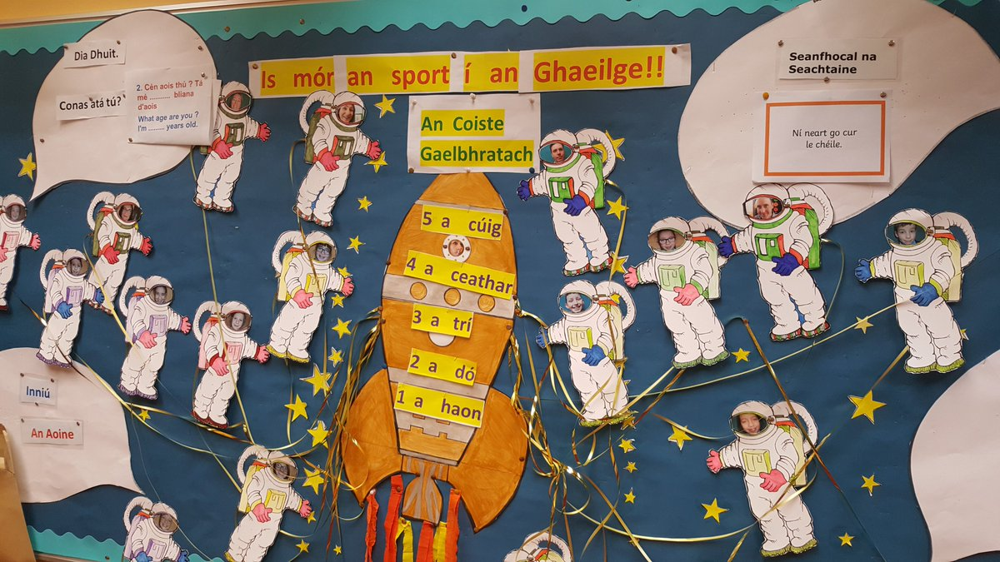 Dia Dhuit.
Conas atá tú?
2. Cén aois thú ? Tá
mé ........... bliana
d'aois
What age are you ?
I'm ......... years old.
Is mór an sport í an Ghaeilge!!
An Coiste
Gaelbhratach
Seanfhocal na
Seachtaine
Ní neart go cur
le chéile.
5 a cúig
4 a ceathar
3 a trí
2 a dó
1 a haon
Inniú
An Aoine